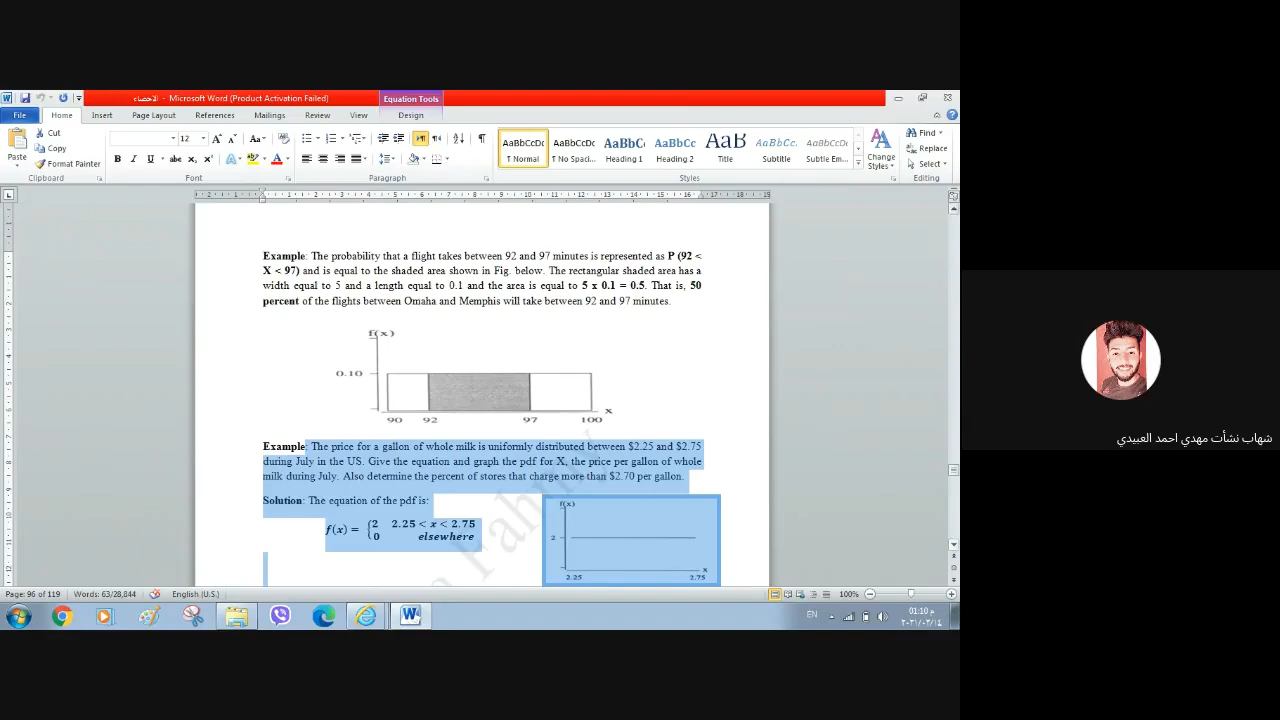 الاحصاء - Microsoft Word (Product Activation Failed)
Equation Tools
File Home Insert Page Layout References Mailings Review View Design
Cut
Copy
Format Painter
Paste
12
Clipboard Font Paragraph Styles Editing
AaBbCcDc AaBbCcDc AaBbC AaBbCc AaB AaBbCc. AaBbCcDc
¶ Normal ¶ No Spaci... Heading 1 Heading 2 Title Subtitle Subtle Em...
Change Styles
Find
Replace
Select
Example: The probability that a flight takes between 92 and 97 minutes is represented as P (92 <
X < 97) and is equal to the shaded area shown in Fig. below. The rectangular shaded area has a
width equal to 5 and a length equal to 0.1 and the area is equal to 5 x 0.1 = 0.5. That is, 50
percent of the flights between Omaha and Memphis will take between 92 and 97 minutes.
f(x)
0.10
x
90 92 97 100
Example: The price for a gallon of whole milk is uniformly distributed between $2.25 and $2.75
during July in the US. Give the equation and graph the pdf for X, the price per gallon of whole
milk during July. Also determine the percent of stores that charge more than $2.70 per gallon.
Solution: The equation of the pdf is:
f(x) = {2 2.25 < x < 2.75
0 elsewhere
f(x)
2
x
2.25 2.75
Page: 96 of 119 Words: 63/28,844 English (U.S.) 100%
EN
01:10 م
٢٠٢١/٠٣/١٤
شهاب نشأت مهدي احمد العبيدي